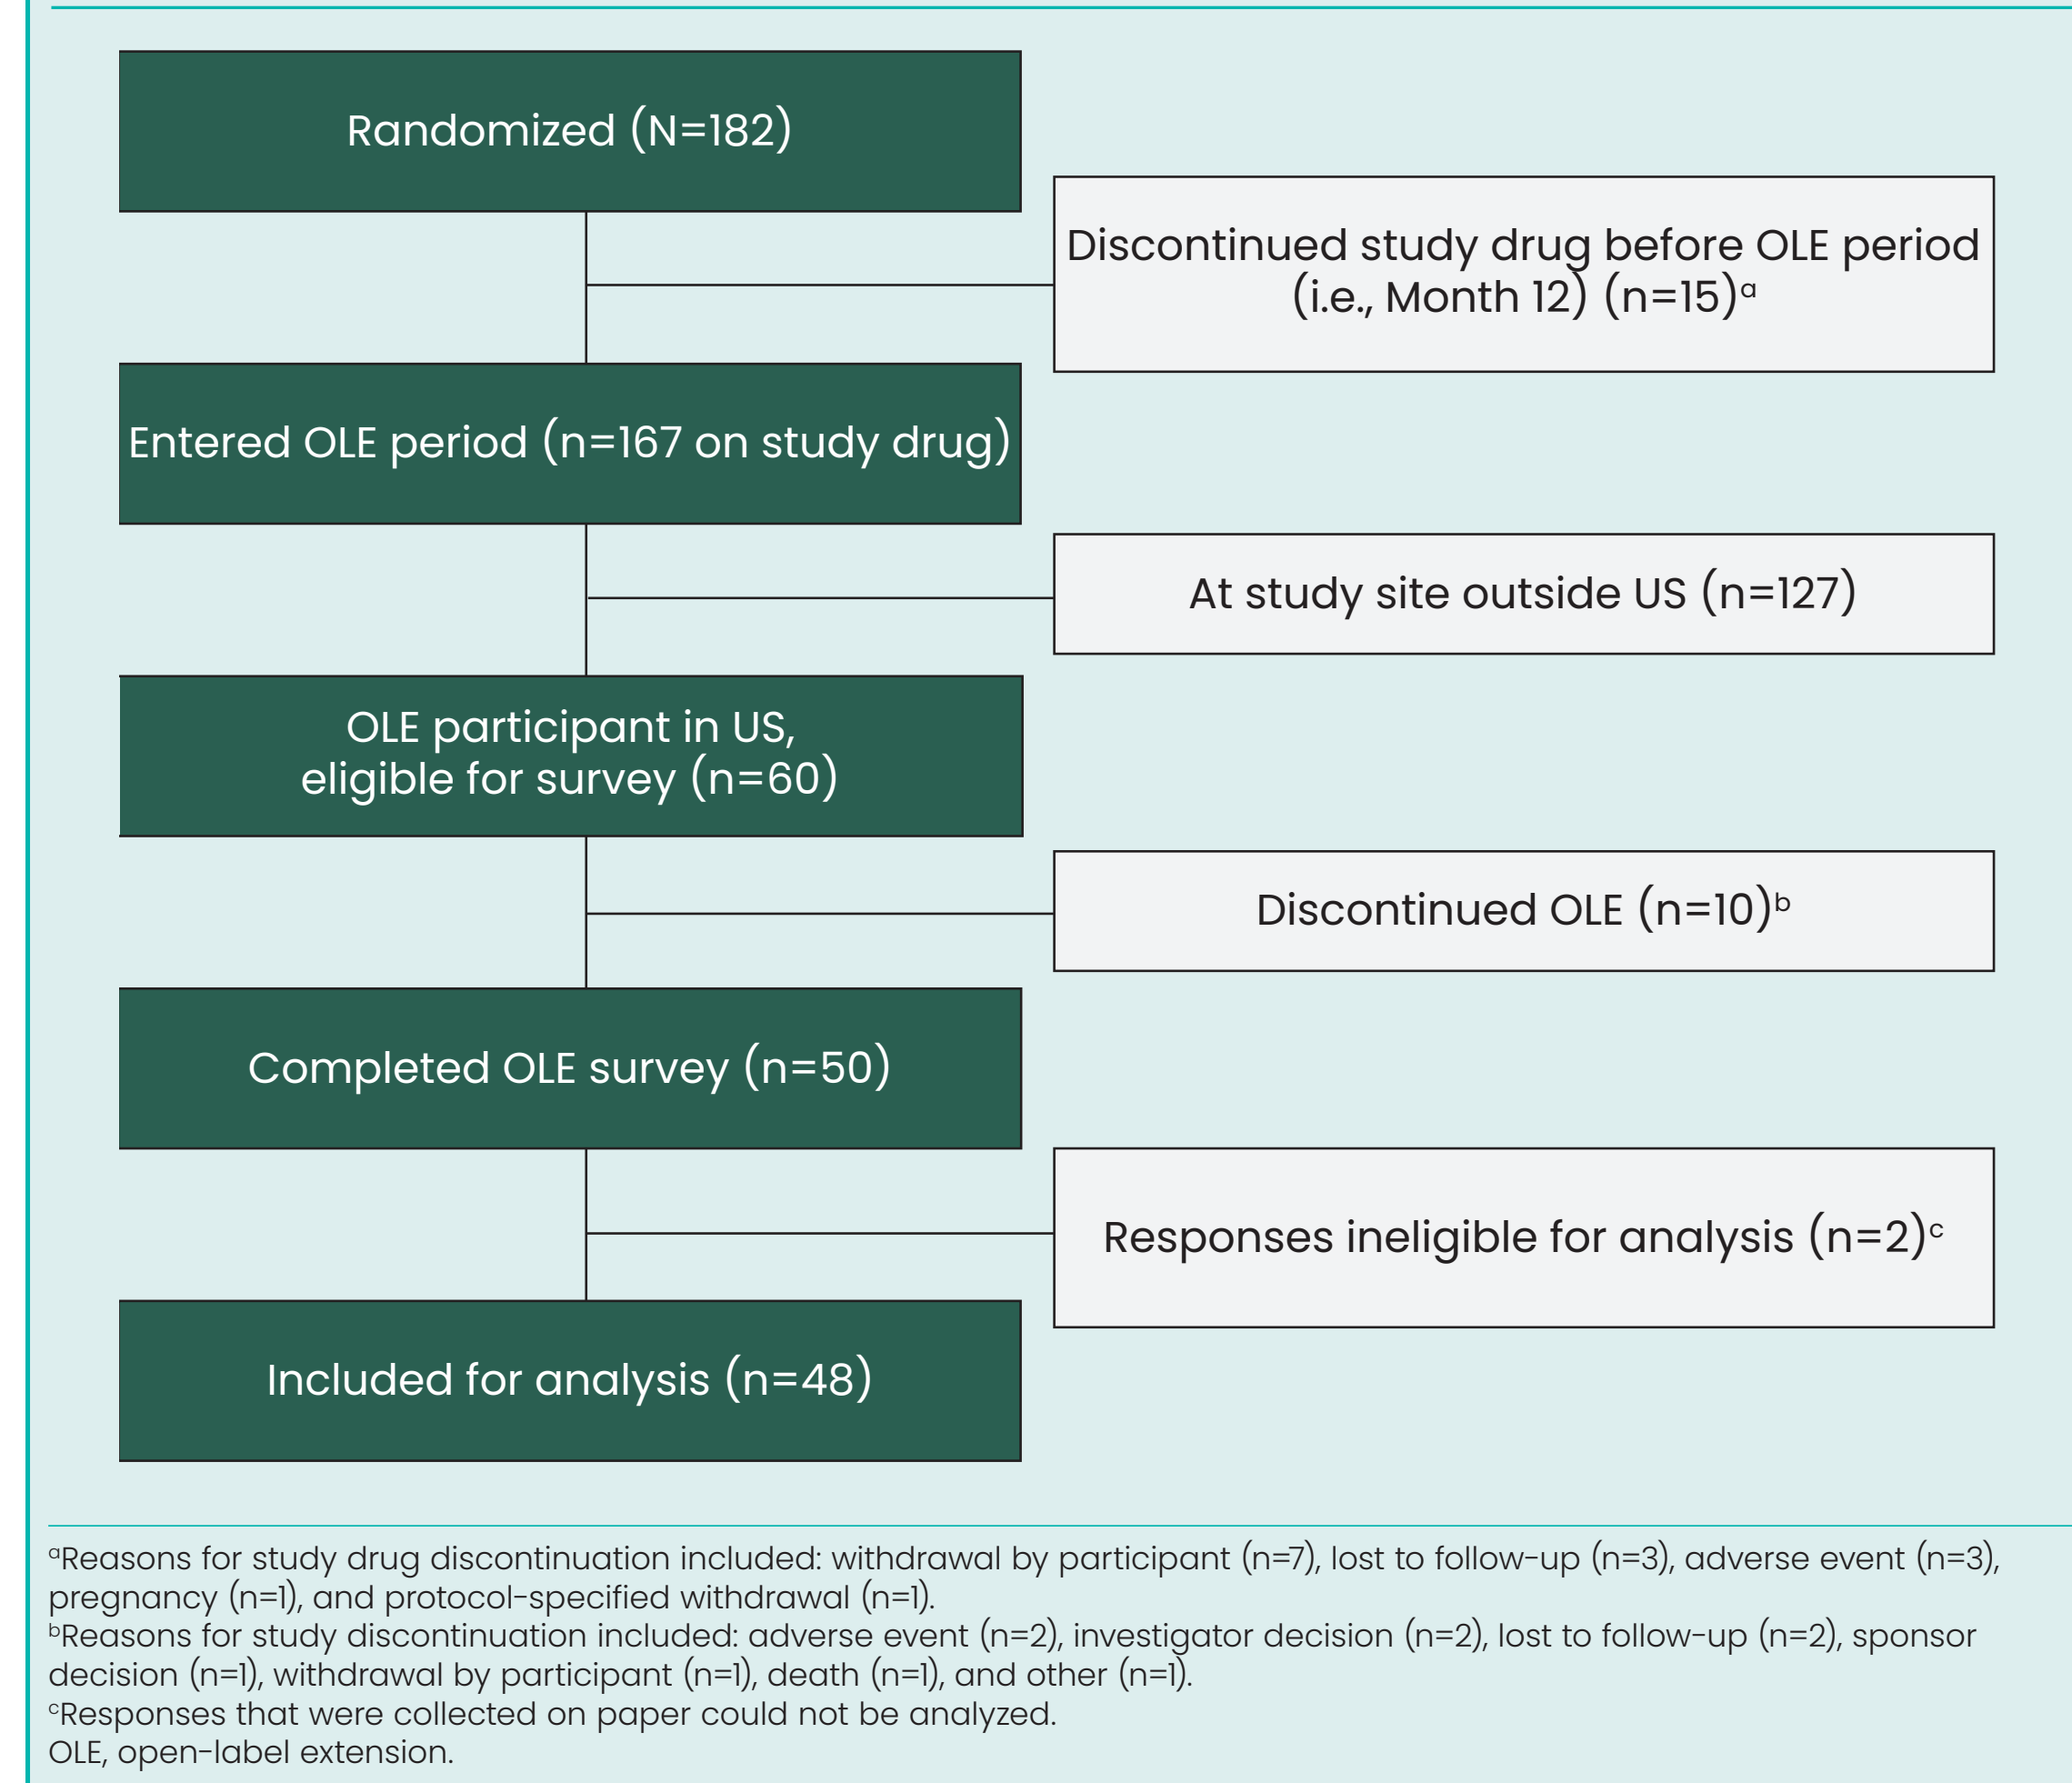 Randomized (N=182)
Discontinued study drug before OLE period
(i.e., Month 12) (n=15)ᵃ
Entered OLE period (n=167 on study drug)
At study site outside US (n=127)
OLE participant in US,
eligible for survey (n=60)
Discontinued OLE (n=10)ᵇ
Completed OLE survey (n=50)
Responses ineligible for analysis (n=2)ᶜ
Included for analysis (n=48)
ᵃReasons for study drug discontinuation included: withdrawal by participant (n=7), lost to follow-up (n=3), adverse event (n=3),
pregnancy (n=1), and protocol-specified withdrawal (n=1).
ᵇReasons for study discontinuation included: adverse event (n=2), investigator decision (n=2), lost to follow-up (n=2), sponsor
decision (n=1), withdrawal by participant (n=1), death (n=1), and other (n=1).
ᶜResponses that were collected on paper could not be analyzed.
OLE, open-label extension.